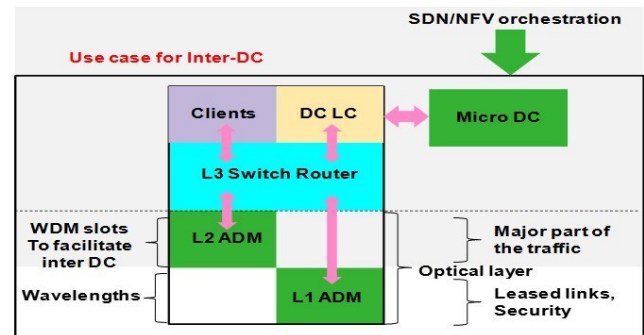 SDN/NFV orchestration
Use case for Inter-DC
Clients
DC LC
Micro DC
L3 Switch Router
WDM slots
To facilitate
inter DC
L2 ADM
Major part of
the traffic
Optical layer
Wavelengths
L1 ADM
Leased links,
Security